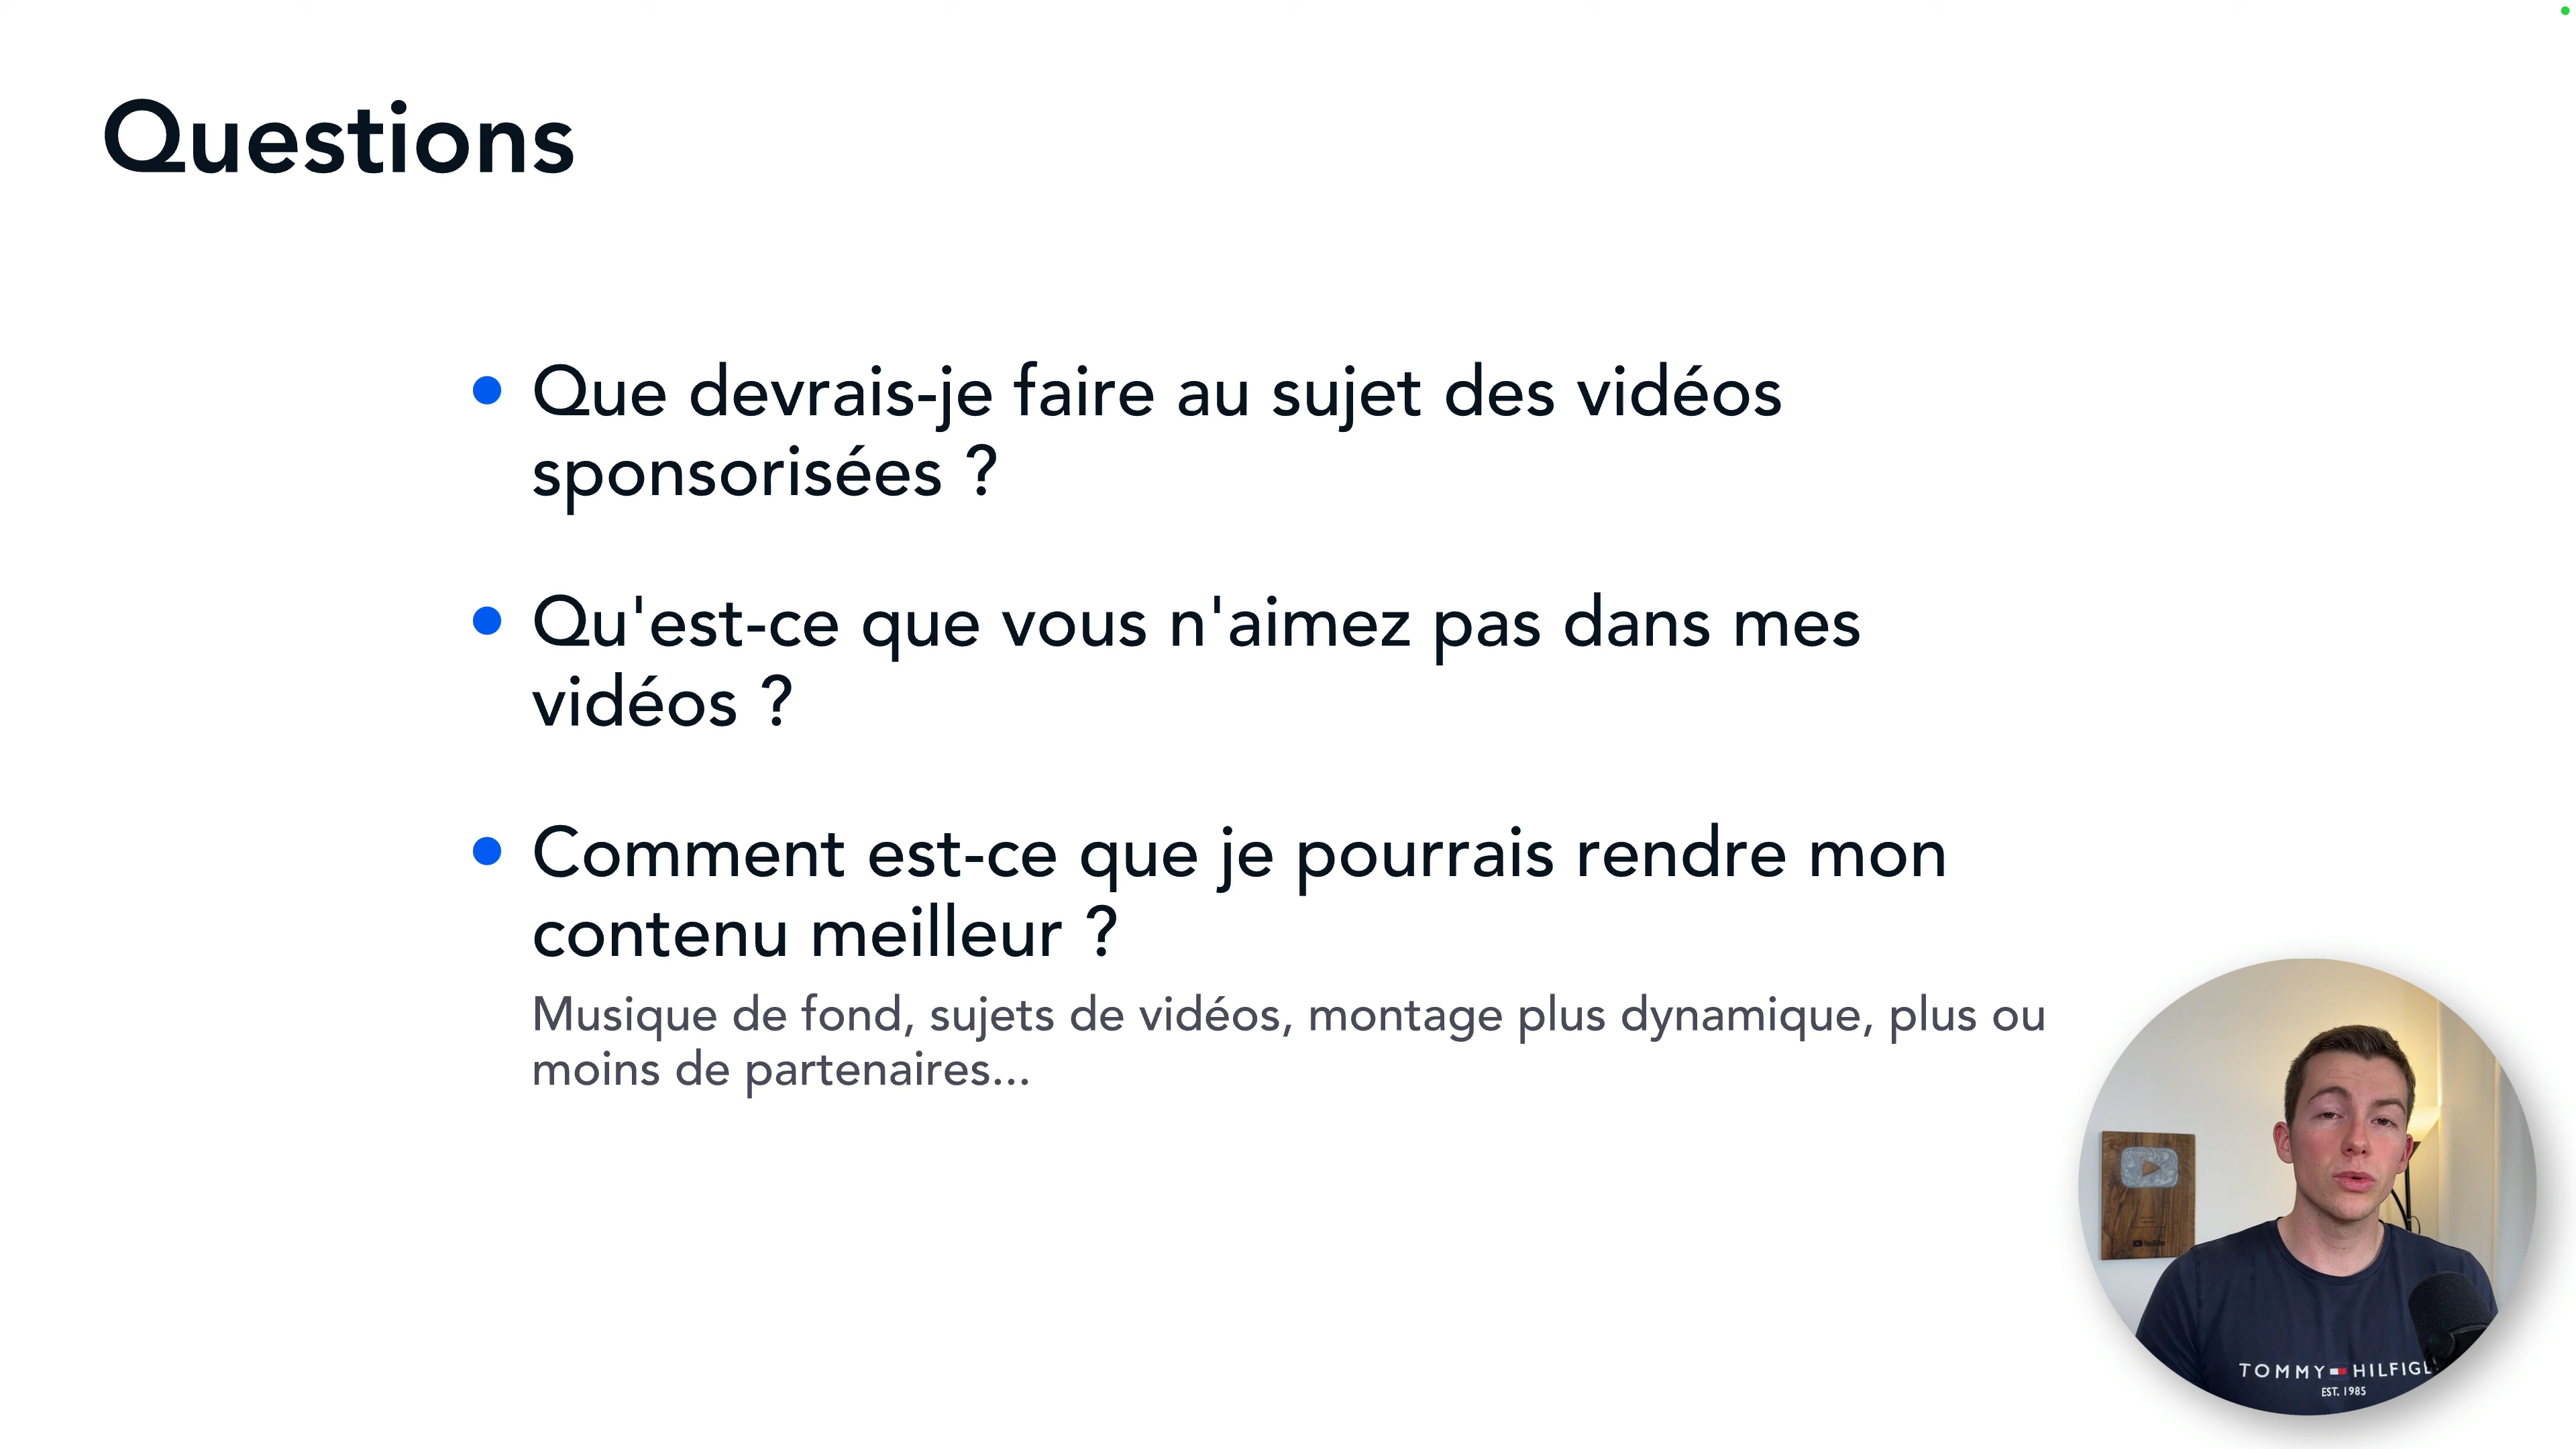 Questions
Que devrais-je faire au sujet des vidéos
sponsorisées ?
Qu'est-ce que vous n'aimez pas dans mes
vidéos ?
Comment est-ce que je pourrais rendre mon
contenu meilleur ?
Musique de fond, sujets de vidéos, montage plus dynamique, plus ou
moins de partenaires...
YouTube
TOMMY HILFIGE
EST. 1985